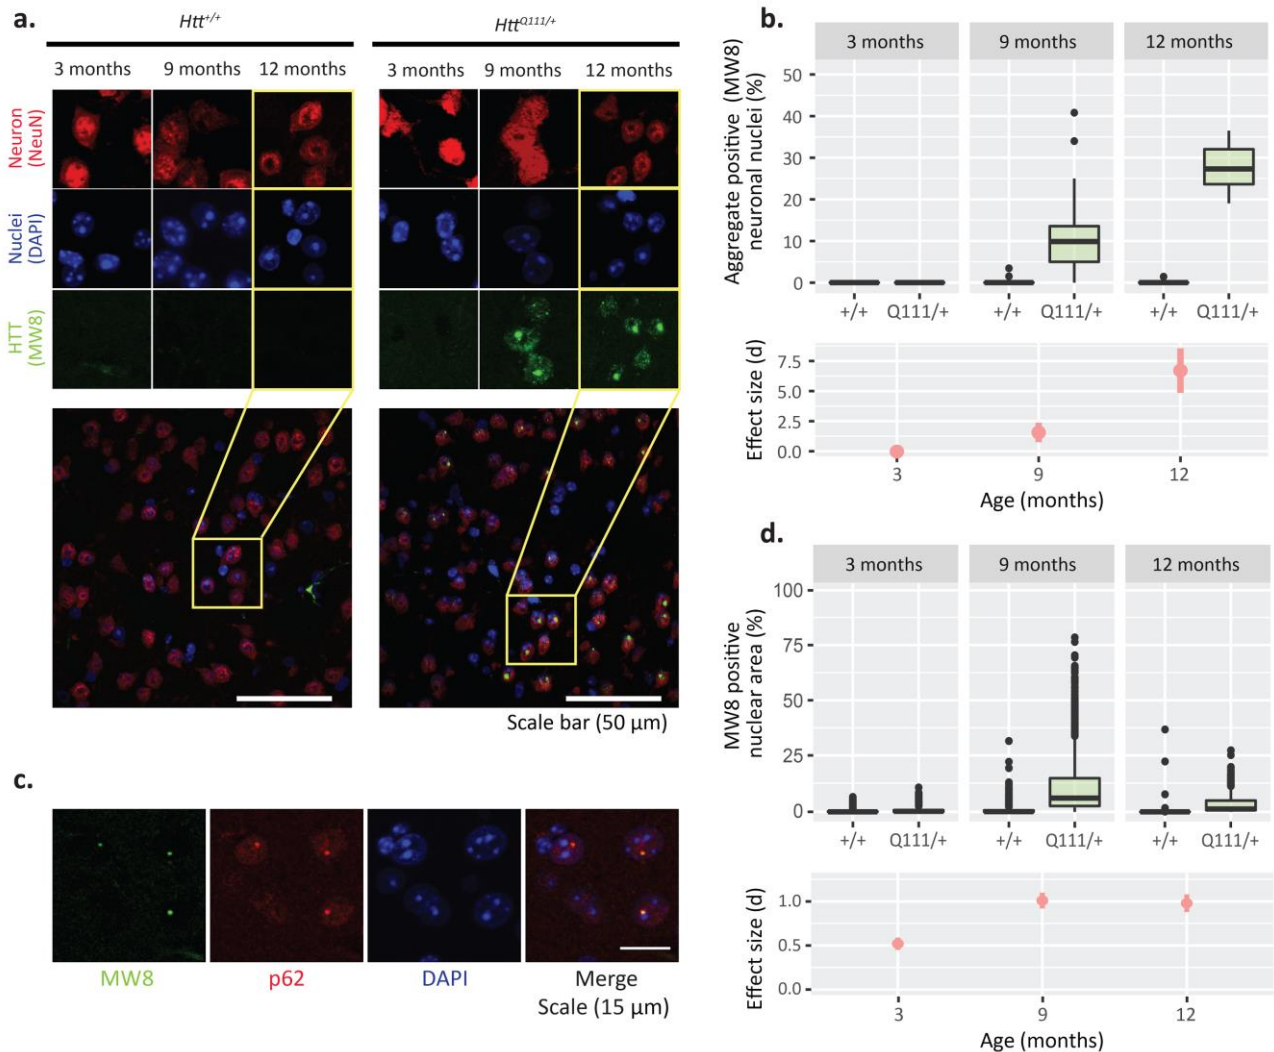 a.
Htt+/+
HttQ111/+
3 months 9 months 12 months
3 months 9 months 12 months
Neuron
(NeuN)
Nuclei
(DAPI)
HTT
(MW8)
Scale bar (50 µm)
b.
3 months 9 months 12 months
Aggregate positive (MW8)
neuronal nuclei (%)
50
40
30
20
10
0
+/+ Q111/+ +/+ Q111/+ +/+ Q111/+
Effect size (d)
7.5
5.0
2.5
0.0
3 9 12
Age (months)
c.
MW8 p62 DAPI Merge
Scale (15 µm)
d.
3 months 9 months 12 months
MW8 positive
nuclear area (%)
100
75
50
25
0
+/+ Q111/+ +/+ Q111/+ +/+ Q111/+
Effect size (d)
1.0
0.5
0.0
3 9 12
Age (months)